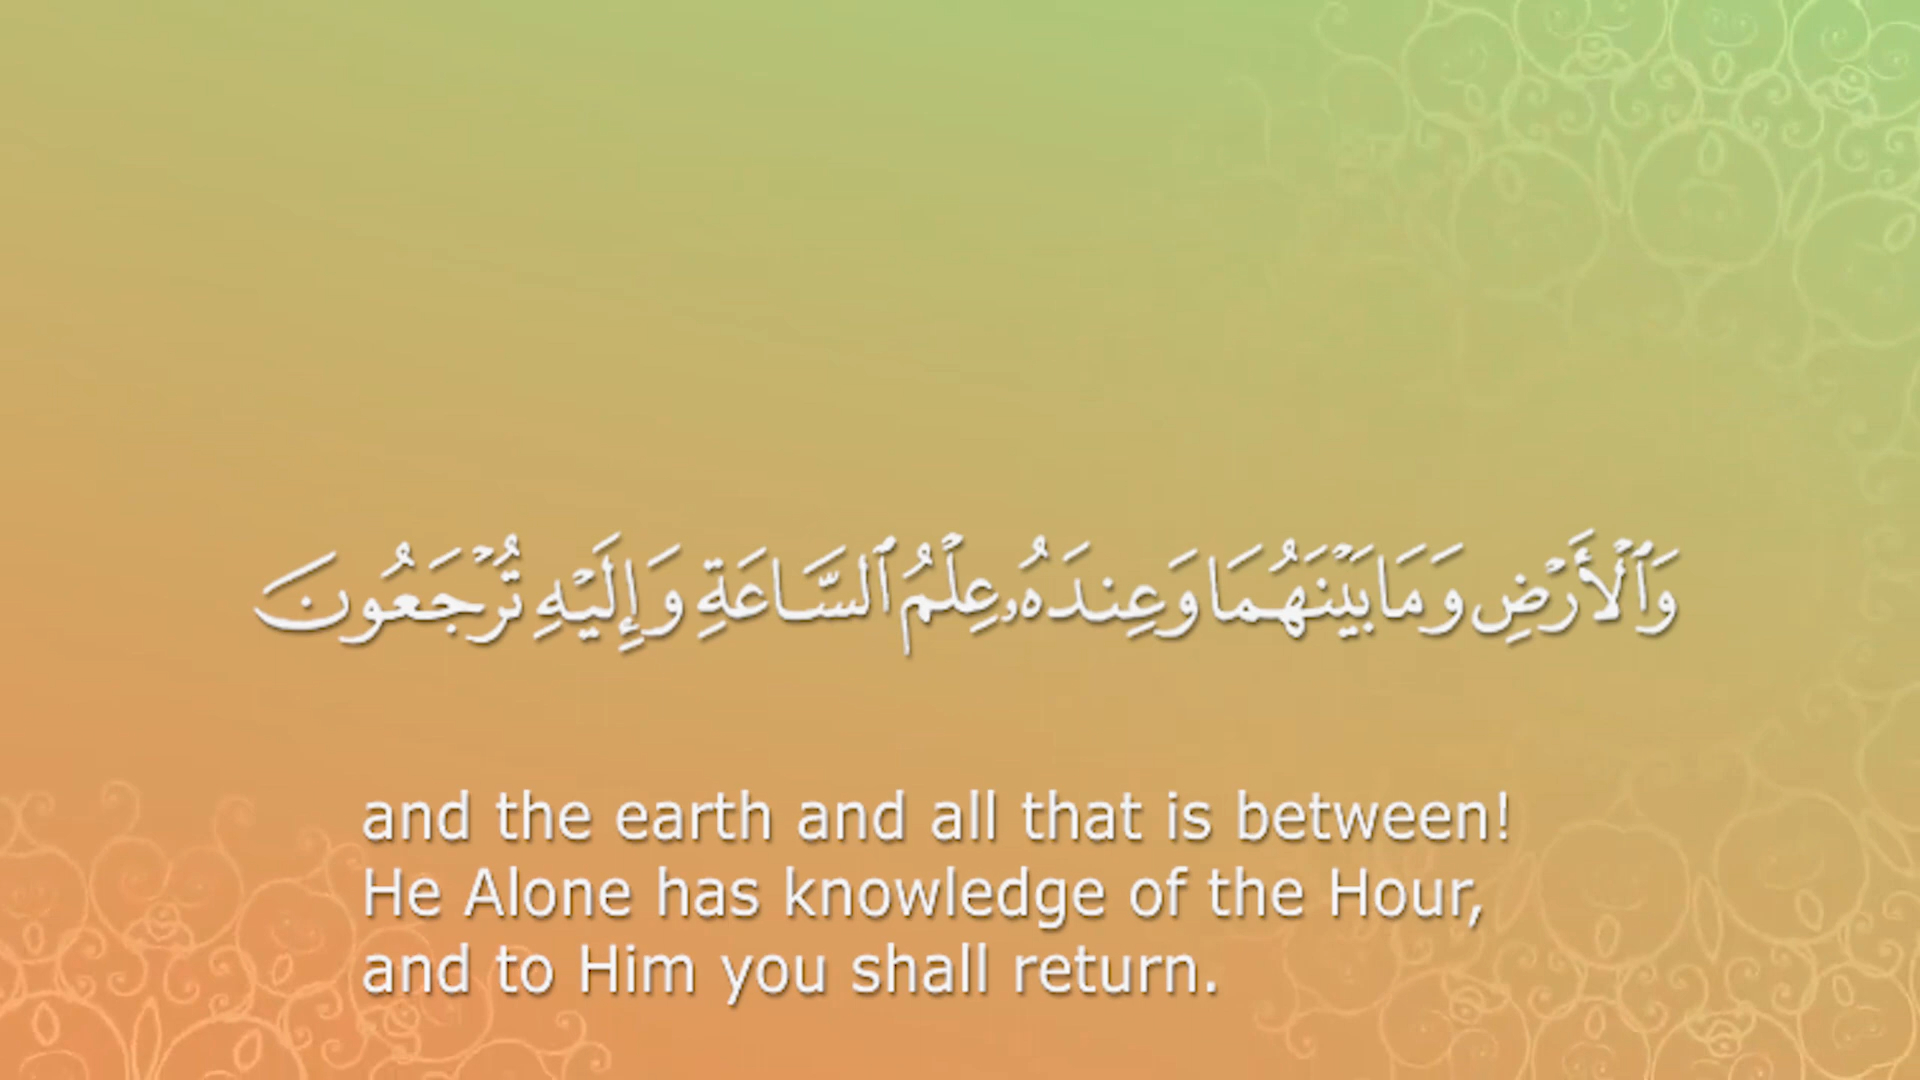 وَٱلْأَرْضِ وَمَا بَيْنَهُمَا وَعِندَهُۥ عِلْمُ ٱلسَّاعَةِ وَإِلَيْهِ تُرْجَعُونَ
and the earth and all that is between!
He Alone has knowledge of the Hour,
and to Him you shall return.